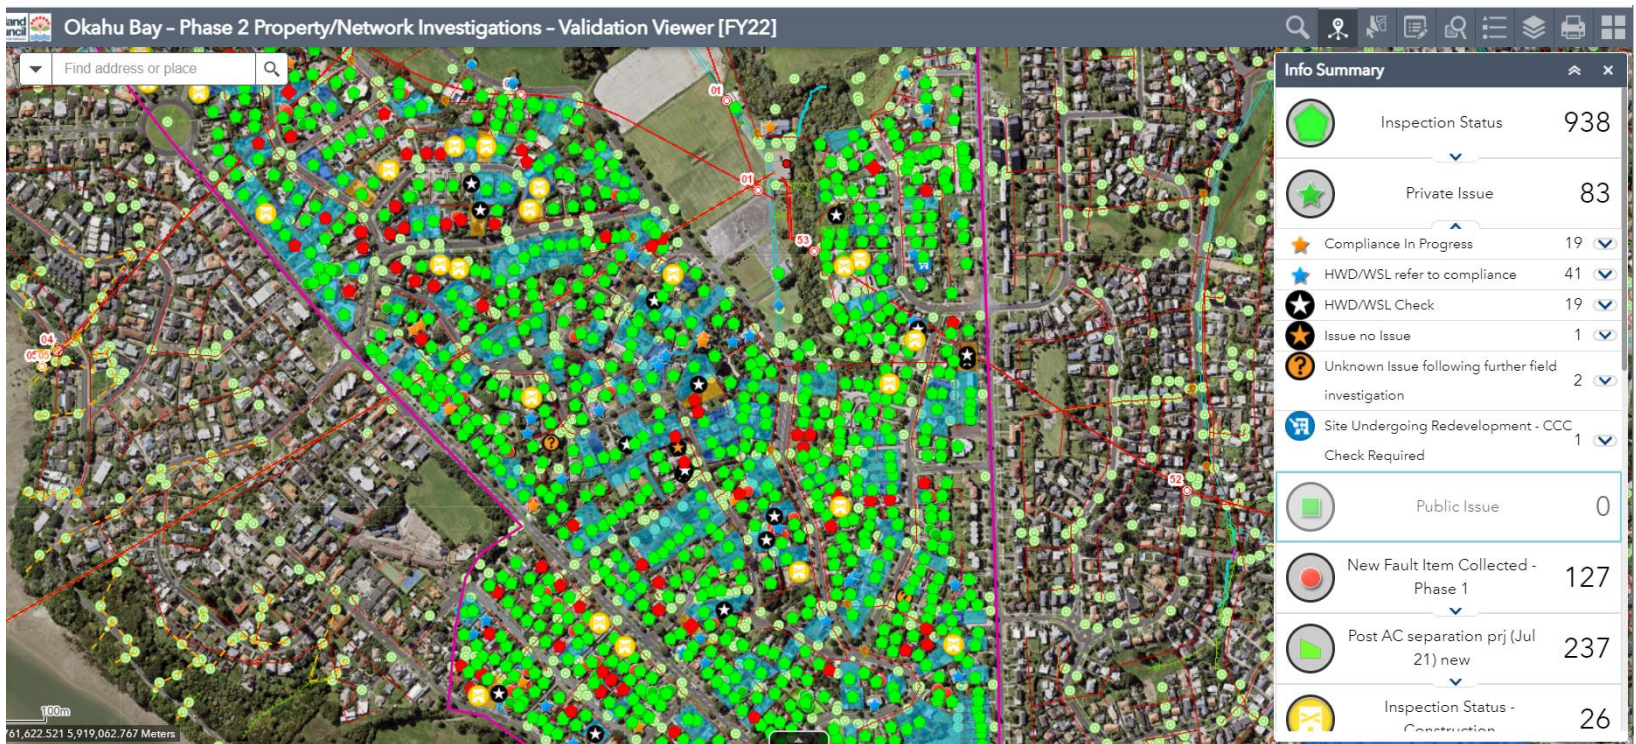 land
uncil
Okahu Bay - Phase 2 Property/Network Investigations - Validation Viewer [FY22]
Find address or place
Info Summary
Inspection Status 938
Private Issue 83
Compliance In Progress 19
HWD/WSL refer to compliance 41
HWD/WSL Check 19
Issue no Issue 1
Unknown Issue following further field
investigation 2
Site Undergoing Redevelopment - CCC
Check Required 1
Public Issue 0
New Fault Item Collected -
Phase 1 127
Post AC separation prj (Jul
21) new 237
Inspection Status -
Construction 26
01
01
53
04
52
100m
761,622.521 5,919,062.767 Meters